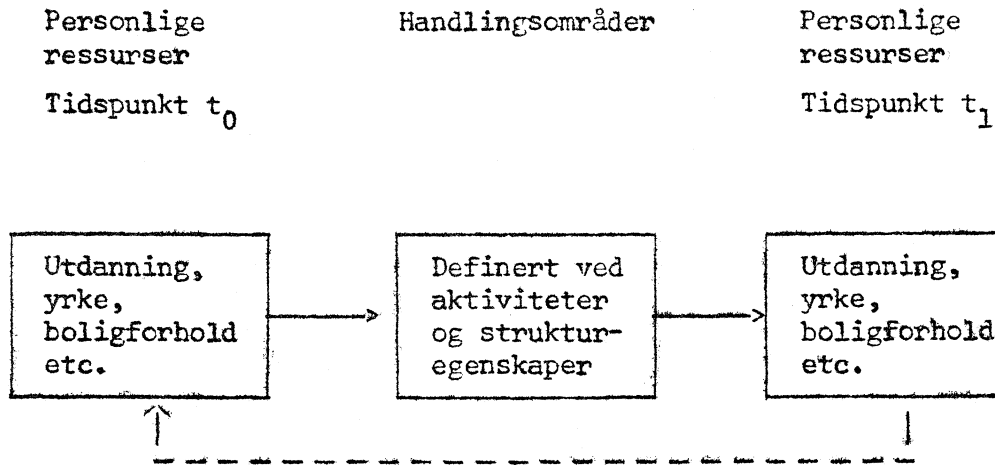 Personlige
ressurser
Tidspunkt t0
Handlingsområder
Personlige
ressurser
Tidspunkt t1
Utdanning,
yrke,
boligforhold
etc.
Definert ved
aktiviteter
og struktur-
egenskaper
Utdanning,
yrke,
boligforhold
etc.